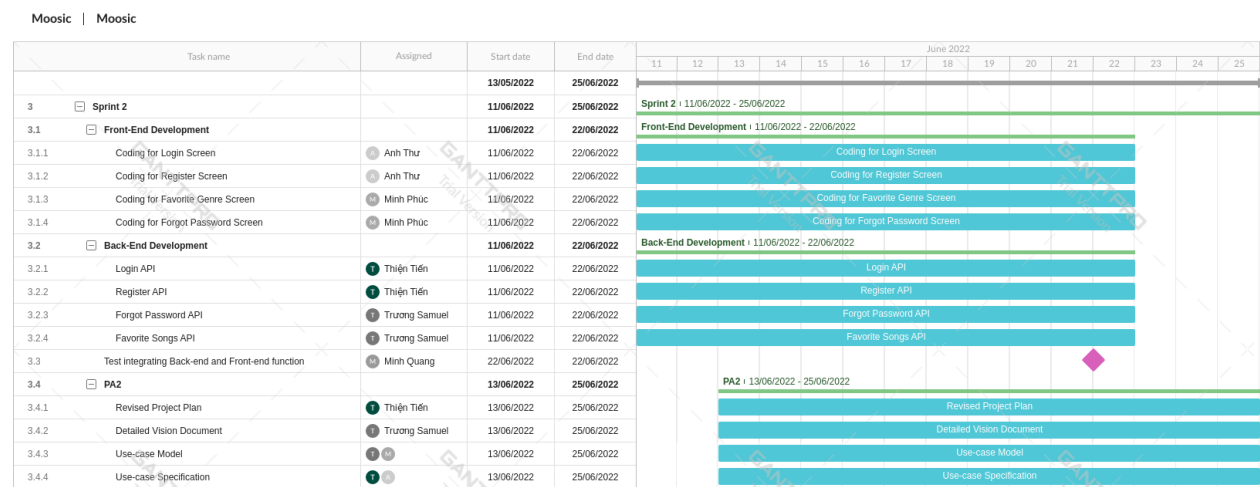 Moosic | Moosic
Task name Assigned Start date End date June 2022
11 12 13 14 15 16 17 18 19 20 21 22 23 24 25
13/05/2022 25/06/2022
3 Sprint 2 11/06/2022 25/06/2022 Sprint 2 11/06/2022 - 25/06/2022
3.1 Front-End Development 11/06/2022 22/06/2022 Front-End Development 11/06/2022 - 22/06/2022
3.1.1 Coding for Login Screen A Anh Thư 11/06/2022 22/06/2022 Coding for Login Screen
3.1.2 Coding for Register Screen A Anh Thư 11/06/2022 22/06/2022 Coding for Register Screen
3.1.3 Coding for Favorite Genre Screen M Minh Phúc 11/06/2022 22/06/2022 Coding for Favorite Genre Screen
3.1.4 Coding for Forgot Password Screen M Minh Phúc 11/06/2022 22/06/2022 Coding for Forgot Password Screen
3.2 Back-End Development 11/06/2022 22/06/2022 Back-End Development 11/06/2022 - 22/06/2022
3.2.1 Login API T Thiện Tiến 11/06/2022 22/06/2022 Login API
3.2.2 Register API T Thiện Tiến 11/06/2022 22/06/2022 Register API
3.2.3 Forgot Password API T Trương Samuel 11/06/2022 22/06/2022 Forgot Password API
3.2.4 Favorite Songs API T Trương Samuel 11/06/2022 22/06/2022 Favorite Songs API
3.3 Test integrating Back-end and Front-end function M Minh Quang 22/06/2022 22/06/2022
3.4 PA2 13/06/2022 25/06/2022 PA2 13/06/2022 - 25/06/2022
3.4.1 Revised Project Plan T Thiện Tiến 13/06/2022 25/06/2022 Revised Project Plan
3.4.2 Detailed Vision Document T Trương Samuel 13/06/2022 25/06/2022 Detailed Vision Document
3.4.3 Use-case Model T M 13/06/2022 25/06/2022 Use-case Model
3.4.4 Use-case Specification T A 13/06/2022 25/06/2022 Use-case Specification
GANTTPRO
Trial Version
GANTTPRO
Trial Version
GANTTPRO
Trial Version
GANTTPRO
Trial Version